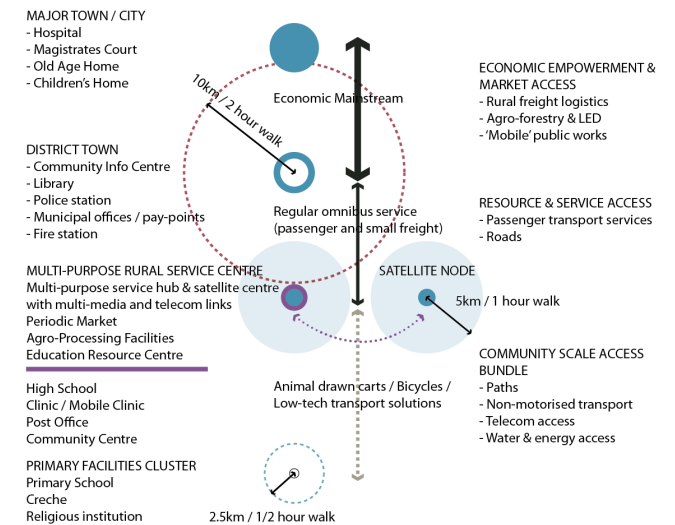 MAJOR TOWN / CITY
- Hospital
- Magistrates Court
- Old Age Home
- Children’s Home
DISTRICT TOWN
- Community Info Centre
- Library
- Police station
- Municipal offices / pay-points
- Fire station
MULTI-PURPOSE RURAL SERVICE CENTRE
Multi-purpose service hub & satellite centre
with multi-media and telecom links
Periodic Market
Agro-Processing Facilities
Education Resource Centre
High School
Clinic / Mobile Clinic
Post Office
Community Centre
PRIMARY FACILITIES CLUSTER
Primary School
Creche
Religious institution
10km / 2 hour walk
Economic Mainstream
Regular omnibus service
(passenger and small freight)
SATELLITE NODE
5km / 1 hour walk
Animal drawn carts / Bicycles /
Low-tech transport solutions
2.5km / 1/2 hour walk
ECONOMIC EMPOWERMENT &
MARKET ACCESS
- Rural freight logistics
- Agro-forestry & LED
- ‘Mobile’ public works
RESOURCE & SERVICE ACCESS
- Passenger transport services
- Roads
COMMUNITY SCALE ACCESS
BUNDLE
- Paths
- Non-motorised transport
- Telecom access
- Water & energy access